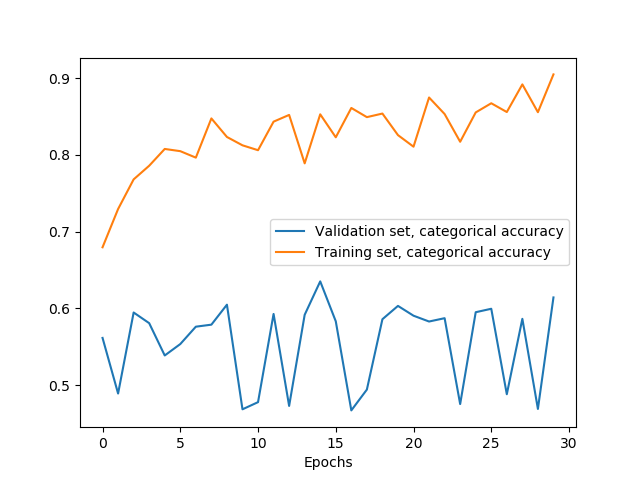 0.9
0.8
0.7
0.6
0.5
Validation set, categorical accuracy
Training set, categorical accuracy
0 5 10 15 20 25 30
Epochs